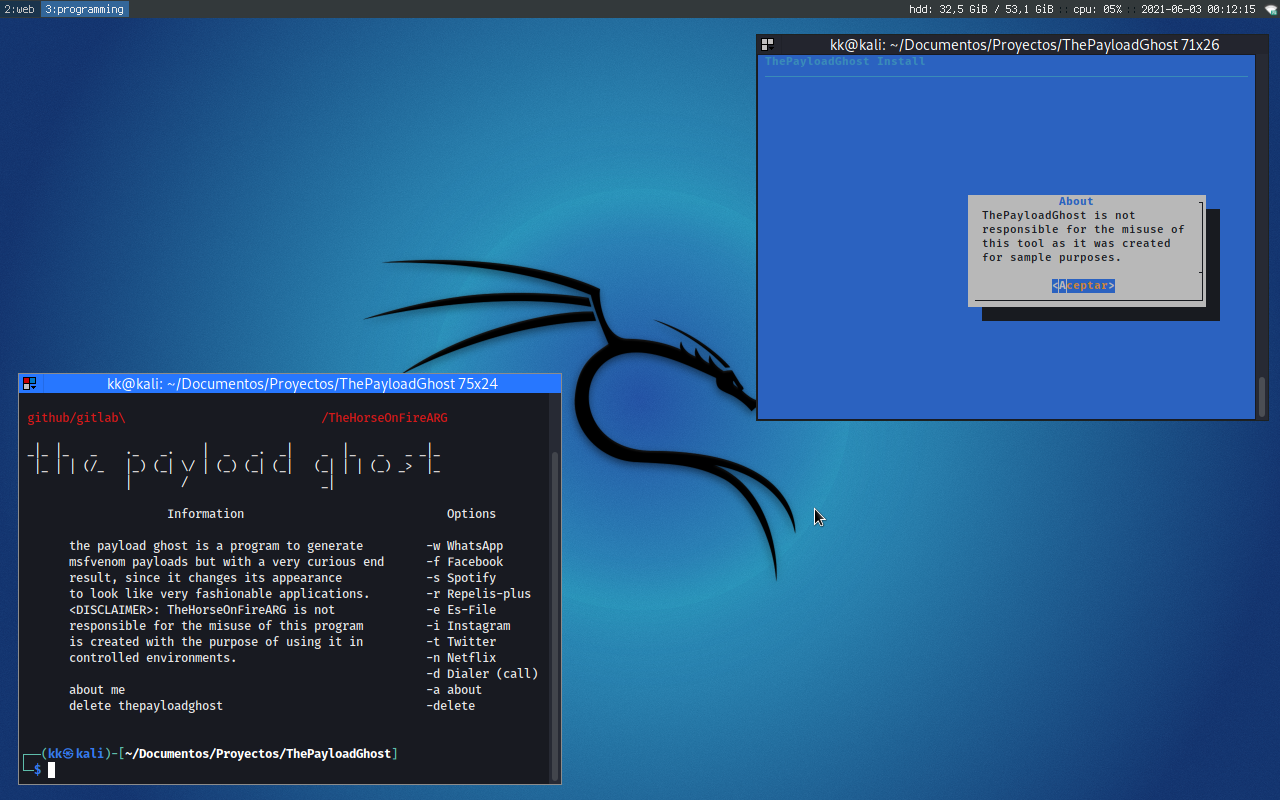 2:web 3:programming hdd: 32,5 GiB / 53,1 GiB :: cpu: 05% :: 2021-06-03 00:12:15
kk@kali: ~/Documentos/Proyectos/ThePayloadGhost 71x26
ThePayloadGhost Install
About
ThePayloadGhost is not
responsible for the misuse of
this tool as it was created
for sample purposes.
<Aceptar>
kk@kali: ~/Documentos/Proyectos/ThePayloadGhost 75x24
github/gitlab\ /TheHorseOnFireARG
the payload ghost
Information Options
the payload ghost is a program to generate -w WhatsApp
msfvenom payloads but with a very curious end -f Facebook
result, since it changes its appearance -s Spotify
to look like very fashionable applications. -r Repelis-plus
<DISCLAIMER>: TheHorseOnFireARG is not -e Es-File
responsible for the misuse of this program -i Instagram
is created with the purpose of using it in -t Twitter
controlled environments. -n Netflix
-d Dialer (call)
about me -a about
delete thepayloadghost -delete
┌──(kk㉿kali)-[~/Documentos/Proyectos/ThePayloadGhost]
└─$